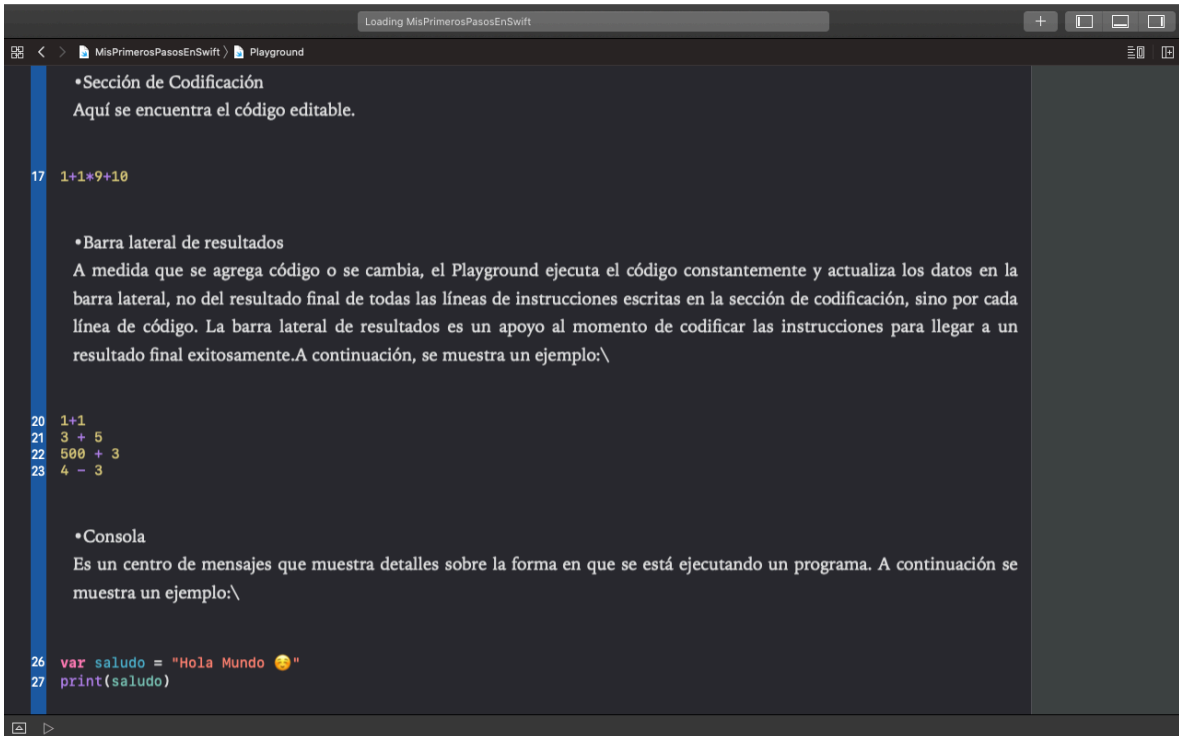 Loading MisPrimerosPasosEnSwift
MisPrimerosPasosEnSwift 〉 Playground
•Sección de Codificación
Aquí se encuentra el código editable.
17 1+1*9+10
•Barra lateral de resultados
A medida que se agrega código o se cambia, el Playground ejecuta el código constantemente y actualiza los datos en la
barra lateral, no del resultado final de todas las líneas de instrucciones escritas en la sección de codificación, sino por cada
línea de código. La barra lateral de resultados es un apoyo al momento de codificar las instrucciones para llegar a un
resultado final exitosamente.A continuación, se muestra un ejemplo:\
20 1+1
21 3 + 5
22 500 + 3
23 4 - 3
•Consola
Es un centro de mensajes que muestra detalles sobre la forma en que se está ejecutando un programa. A continuación se
muestra un ejemplo:\
26 var saludo = "Hola Mundo ☺️"
27 print(saludo)